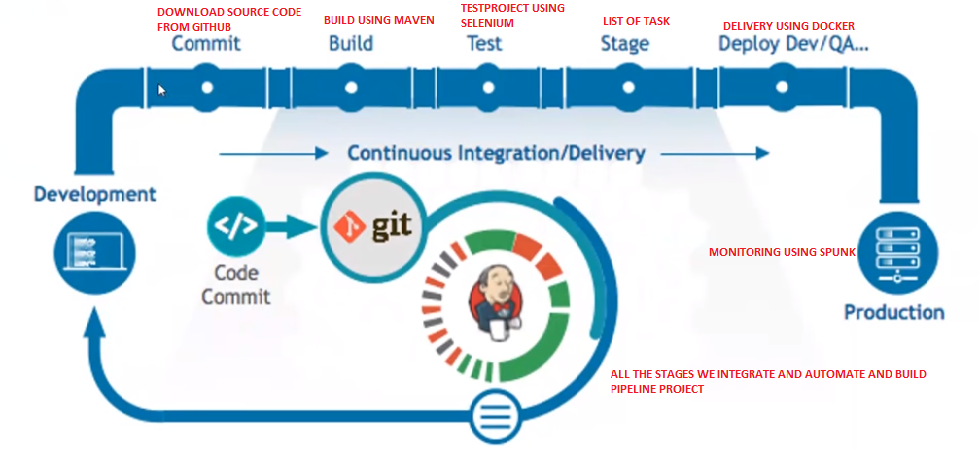 DOWNLOAD SOURCE CODE
FROM GITHUB
Commit
BUILD USING MAVEN
Build
TESTPROJECT USING
SELENIUM
Test
LIST OF TASK
Stage
DELIVERY USING DOCKER
Deploy Dev/QA...
Continuous Integration/Delivery
Development
</>
git
Code
Commit
MONITORING USING SPUNK
Production
ALL THE STAGES WE INTEGRATE AND AUTOMATE AND BUILD
PIPELINE PROJECT